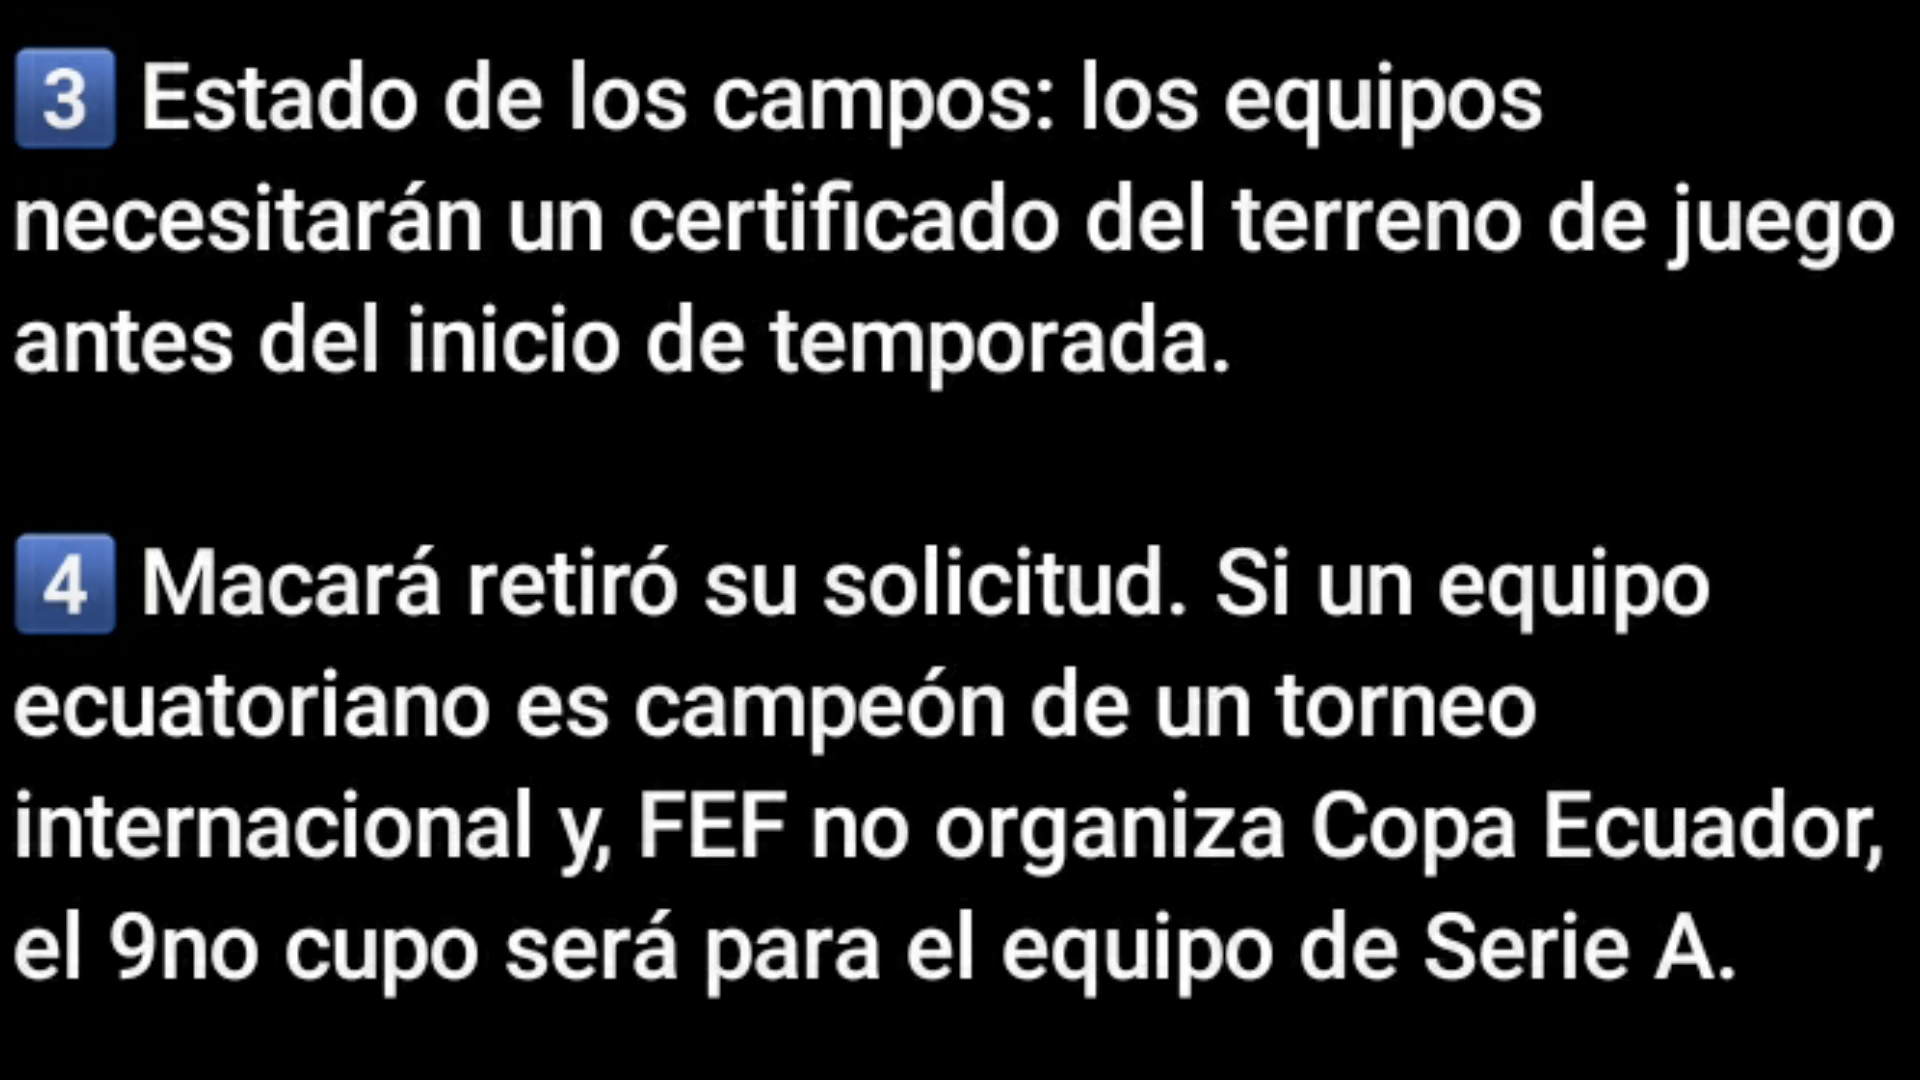 3️⃣ Estado de los campos: los equipos
necesitarán un certificado del terreno de juego
antes del inicio de temporada.
4️⃣ Macará retiró su solicitud. Si un equipo
ecuatoriano es campeón de un torneo
internacional y, FEF no organiza Copa Ecuador,
el 9no cupo será para el equipo de Serie A.